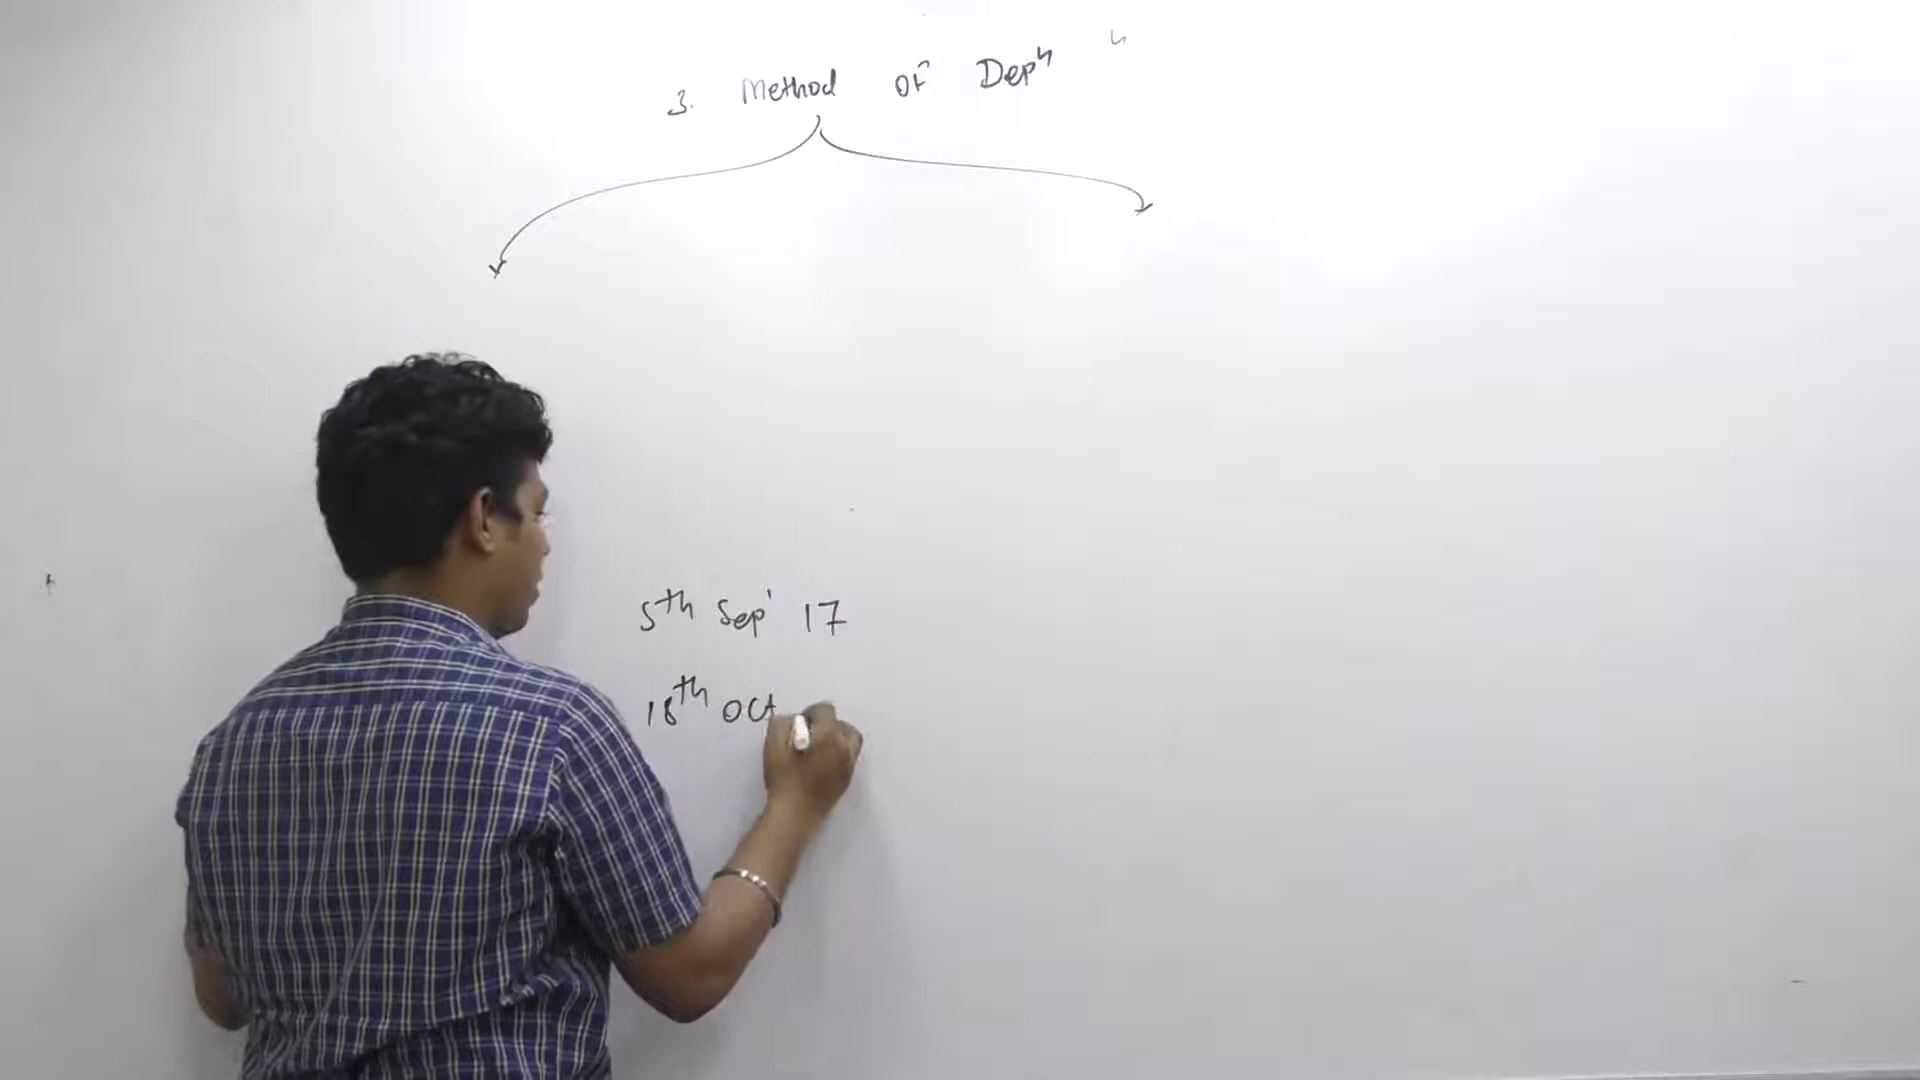 3. Method OF Depⁿ
5th Sep' 17
18th Oct